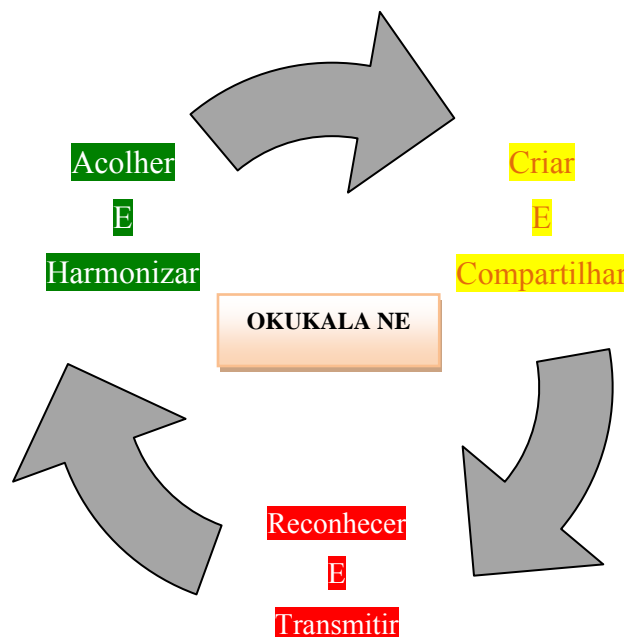 Acolher
E
Harmonizar
Criar
E
Compartilhar
OKUKALA NE
Reconhecer
E
Transmitir